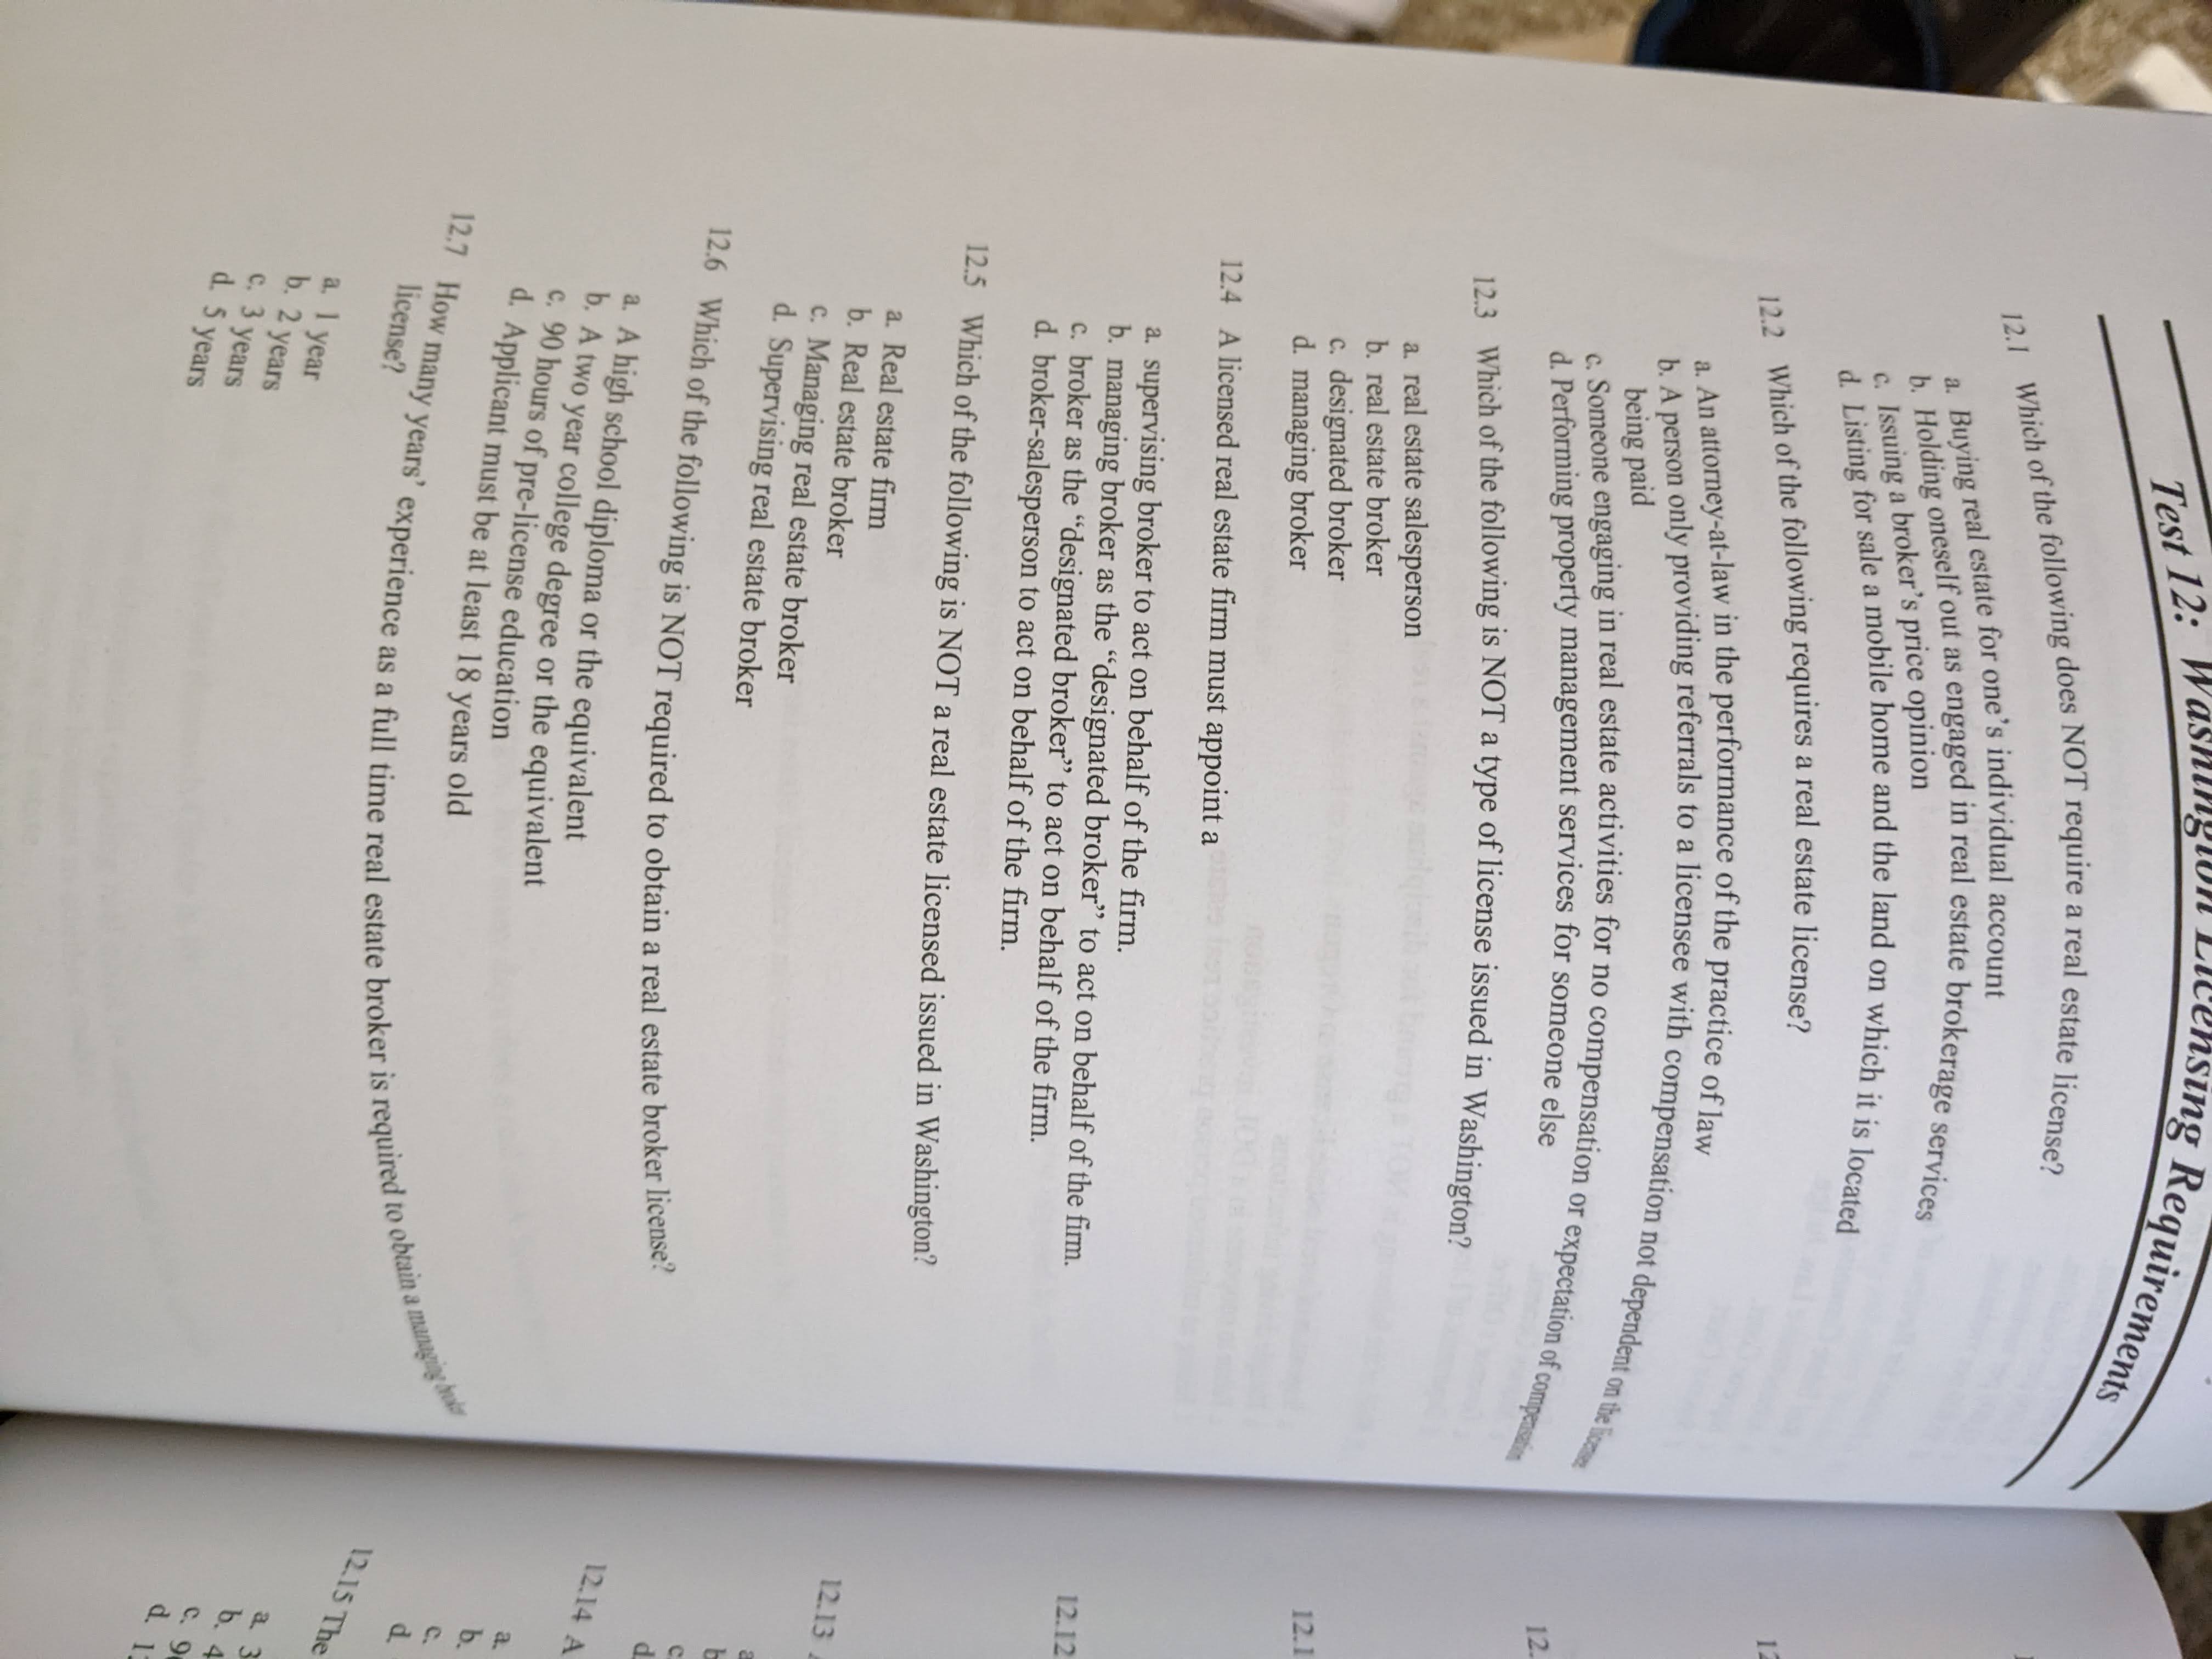 Test 12: Washington Licensing Requirements
12.1 Which of the following does NOT require a real estate license?
a. Buying real estate for one's individual account
b. Holding oneself out as engaged in real estate brokerage services
c. Issuing a broker's price opinion
d. Listing for sale a mobile home and the land on which it is located
12.2 Which of the following requires a real estate license?
a. An attorney-at-law in the performance of the practice of law
b. A person only providing referrals to a licensee with compensation not dependent on the licensee
being paid
c. Someone engaging in real estate activities for no compensation or expectation of compensation
d. Performing property management services for someone else
12.3 Which of the following is NOT a type of license issued in Washington?
a. real estate salesperson
b. real estate broker
c. designated broker
d. managing broker
12.4 A licensed real estate firm must appoint a
a. supervising broker to act on behalf of the firm.
b. managing broker as the "designated broker" to act on behalf of the firm.
c. broker as the "designated broker" to act on behalf of the firm.
d. broker-salesperson to act on behalf of the firm.
12.5 Which of the following is NOT a real estate licensed issued in Washington?
a. Real estate firm
b. Real estate broker
c. Managing real estate broker
d. Supervising real estate broker
12.6 Which of the following is NOT required to obtain a real estate broker license?
a. A high school diploma or the equivalent
b. A two year college degree or the equivalent
c. 90 hours of pre-license education
d. Applicant must be at least 18 years old
12.7 How many years' experience as a full time real estate broker is required to obtain a managing broker
license?
a. 1 year
b. 2 years
c. 3 years
d. 5 years
12
12.
12.1
12.12
12.13
a
b
c
d.
12.14 A
a.
b.
c.
d.
12.15 The
a. 3
b. 4
c. 9
d. 1